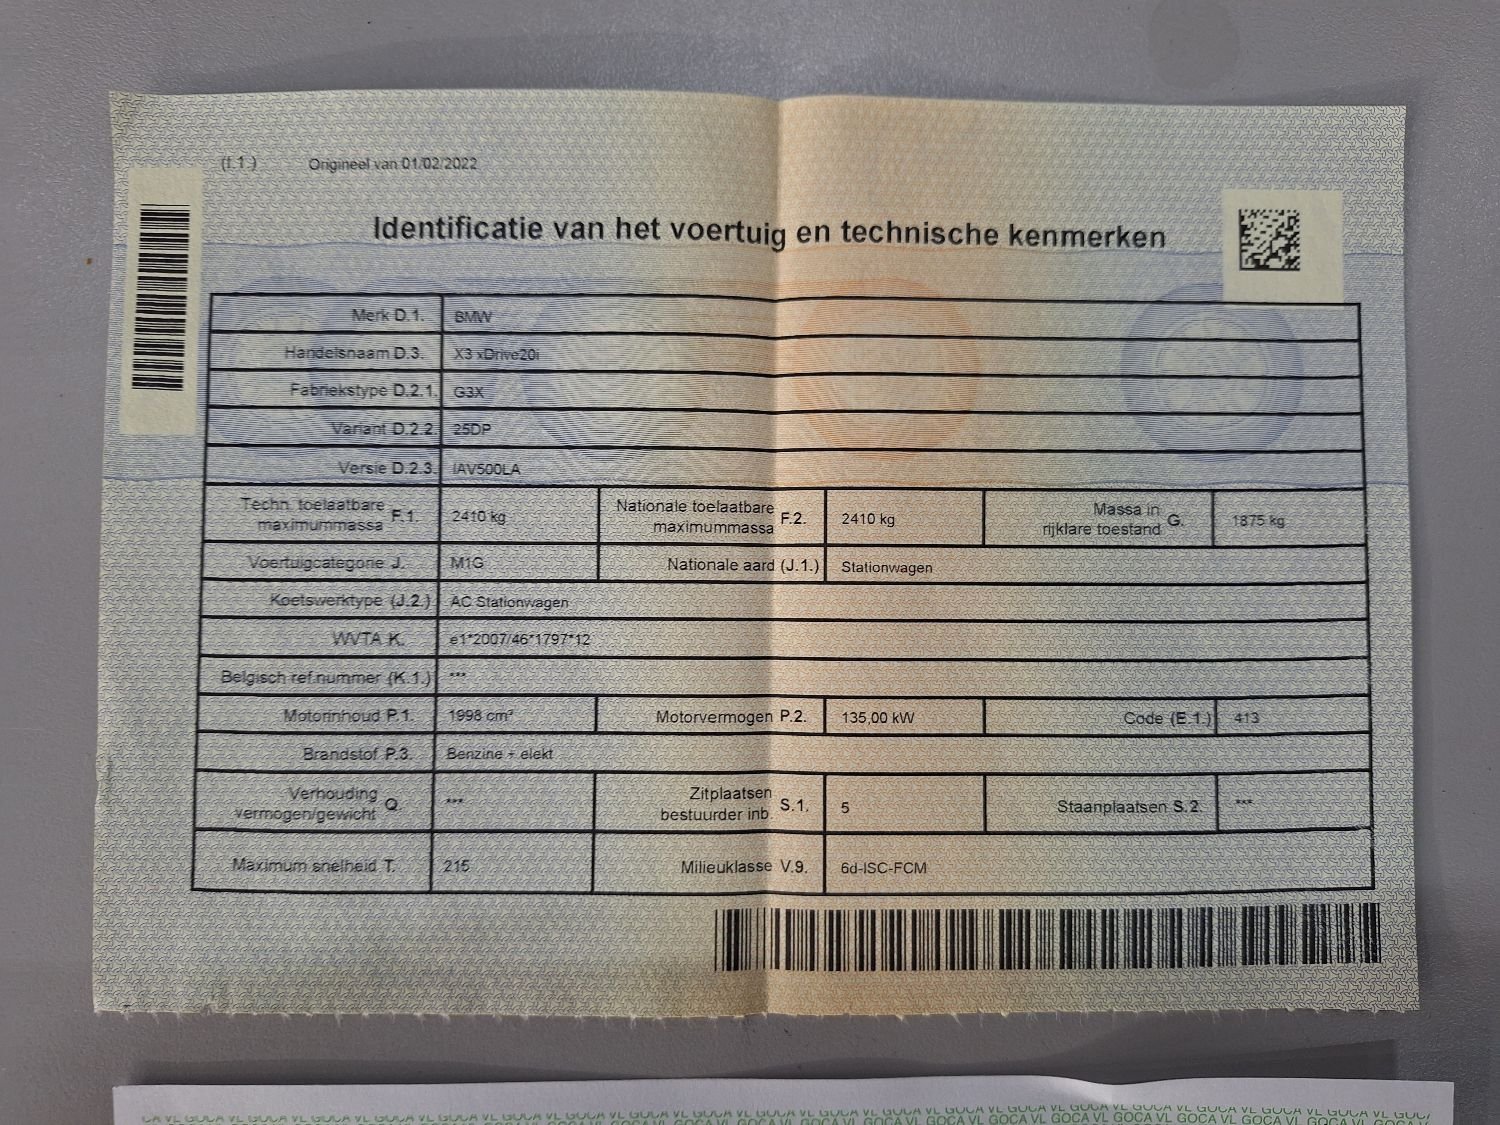 (I.1.) Origineel van 01/02/2022
Identificatie van het voertuig en technische kenmerken
Merk D.1. BMW
Handelsnaam D.3. X3 xDrive20i
Fabriekstype D.2.1. G3X
Variant D.2.2. 25DP
Versie D.2.3. IAV500LA
Techn. toelaatbare maximummassa F.1. 2410 kg Nationale toelaatbare maximummassa F.2. 2410 kg Massa in rijklare toestand G. 1875 kg
Voertuigcategorie J. M1G Nationale aard (J.1.) Stationwagen
Koetswerktype (J.2.) AC Stationwagen
WVTA K. e1*2007/46*1797*12
Belgisch ref.nummer (K.1.) ***
Motorinhoud P.1. 1998 cm³ Motorvermogen P.2. 135,00 kW Code (E.1.) 413
Brandstof P.3. Benzine + elekt
Verhouding vermogen/gewicht Q. *** Zitplaatsen bestuurder inb. S.1. 5 Staanplaatsen S.2. ***
Maximum snelheid T. 215 Milieuklasse V.9. 6d-ISC-FCM
CA VL GOCA VL GOCA VL GOCA VL GOCA VL GOCA VL GOCA VL GOCA VL GOCA VL GOCA VL GOCA VL GOCA VL GOCA VL GOCA VL GOCA VL GOCA